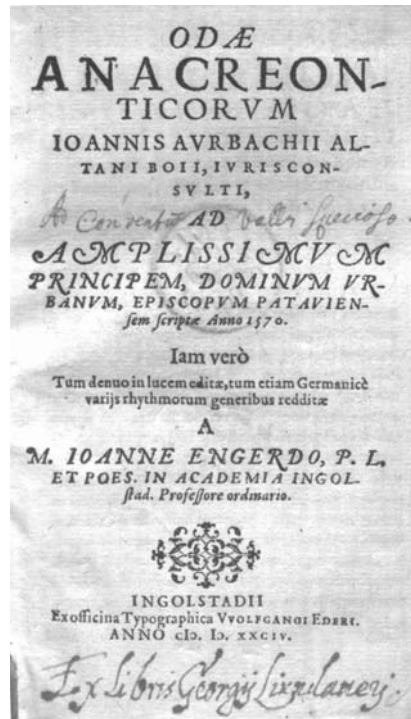 ODÆ
ANACREON-
TICORVM
IOANNIS AVRBACHII AL-
TANI BOII, IVRISCON-
SVLTI,
AD
AMPLISSIMVM
PRINCIPEM, DOMINVM VR-
BANVM, EPISCOPVM PATAVIEN-
sem scriptæ Anno 1570.
Iam verò
Tum denuo in lucem editæ, tum etiam Germanicè
varijs rhythmorum generibus redditæ
A
M. IOANNE ENGERDO, P. L.
ET POES. IN ACADEMIA INGOL-
stad. Professore ordinario.
INGOLSTADII
Ex officina Typographica VVOLFGANGI EDERI.
ANNO cIɔ. Iɔ. XXCIV.
Ex Libris Georgij